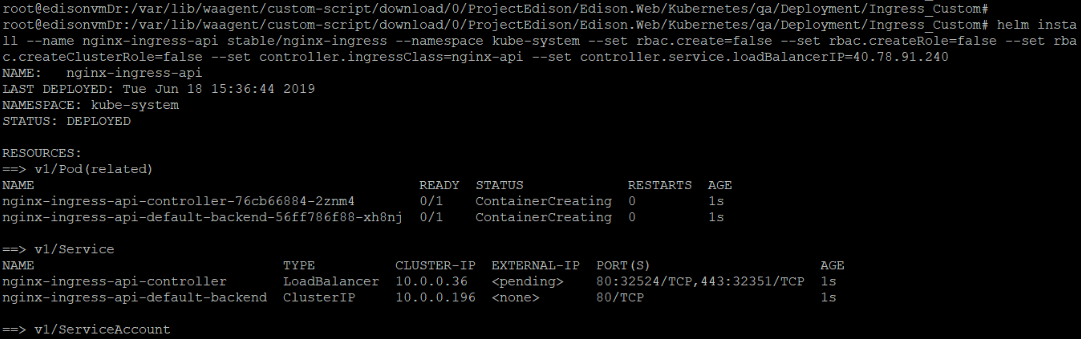 root@edisonvmDr:/var/lib/waagent/custom-script/download/0/ProjectEdison/Edison.Web/Kubernetes/qa/Deployment/Ingress_Custom#
root@edisonvmDr:/var/lib/waagent/custom-script/download/0/ProjectEdison/Edison.Web/Kubernetes/qa/Deployment/Ingress_Custom# helm insta
ll --name nginx-ingress-api stable/nginx-ingress --namespace kube-system --set rbac.create=false --set rbac.createRole=false --set rba
c.createClusterRole=false --set controller.ingressClass=nginx-api --set controller.service.loadBalancerIP=40.78.91.240
NAME:   nginx-ingress-api
LAST DEPLOYED: Tue Jun 18 15:36:44 2019
NAMESPACE: kube-system
STATUS: DEPLOYED
RESOURCES:
==> v1/Pod(related)
NAME                                              READY  STATUS             RESTARTS  AGE
nginx-ingress-api-controller-76cb66884-2znm4      0/1    ContainerCreating  0         1s
nginx-ingress-api-default-backend-56ff786f88-xh8nj  0/1    ContainerCreating  0         1s
==> v1/Service
NAME                               TYPE          CLUSTER-IP  EXTERNAL-IP  PORT(S)                     AGE
nginx-ingress-api-controller       LoadBalancer  10.0.0.36   <pending>    80:32524/TCP,443:32351/TCP  1s
nginx-ingress-api-default-backend  ClusterIP     10.0.0.196  <none>       80/TCP                      1s
==> v1/ServiceAccount